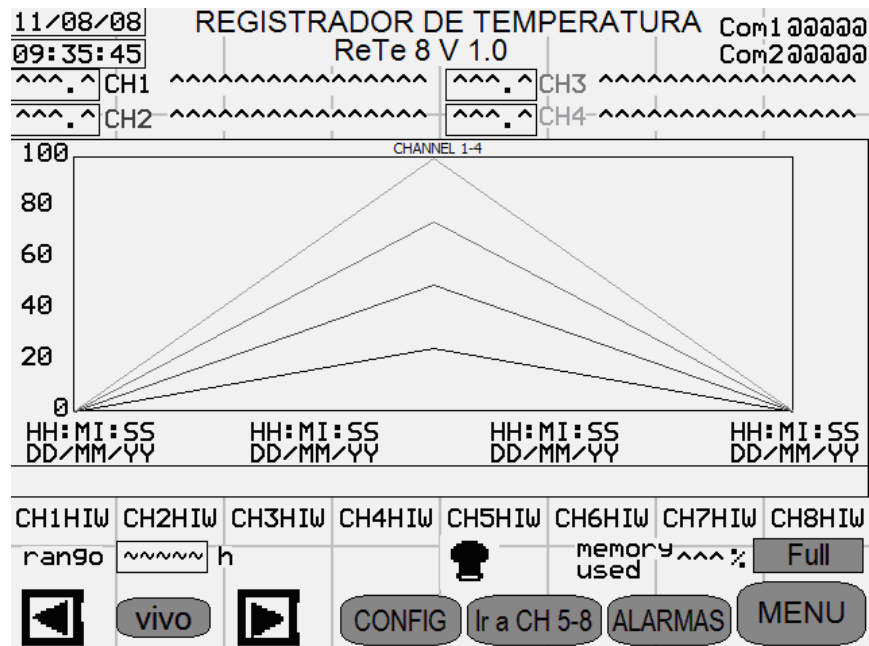 11/08/08 REGISTRADOR DE TEMPERATURA Com1 @@@@@
09:35:45 ReTe 8 V 1.0 Com2 @@@@@
^^^.^ CH1 ^^^^^^^^^^^^^^ ^^^.^ CH3 ^^^^^^^^^^^^^^
^^^.^ CH2 ^^^^^^^^^^^^^^ ^^^.^ CH4 ^^^^^^^^^^^^^^
CHANNEL 1-4
100
80
60
40
20
0
HH:MI:SS HH:MI:SS HH:MI:SS HH:MI:SS
DD/MM/YY DD/MM/YY DD/MM/YY DD/MM/YY
CH1HIW CH2HIW CH3HIW CH4HIW CH5HIW CH6HIW CH7HIW CH8HIW
rango ~~~~~ h memory used ^^^ % Full
vivo CONFIG Ir a CH 5-8 ALARMAS MENU